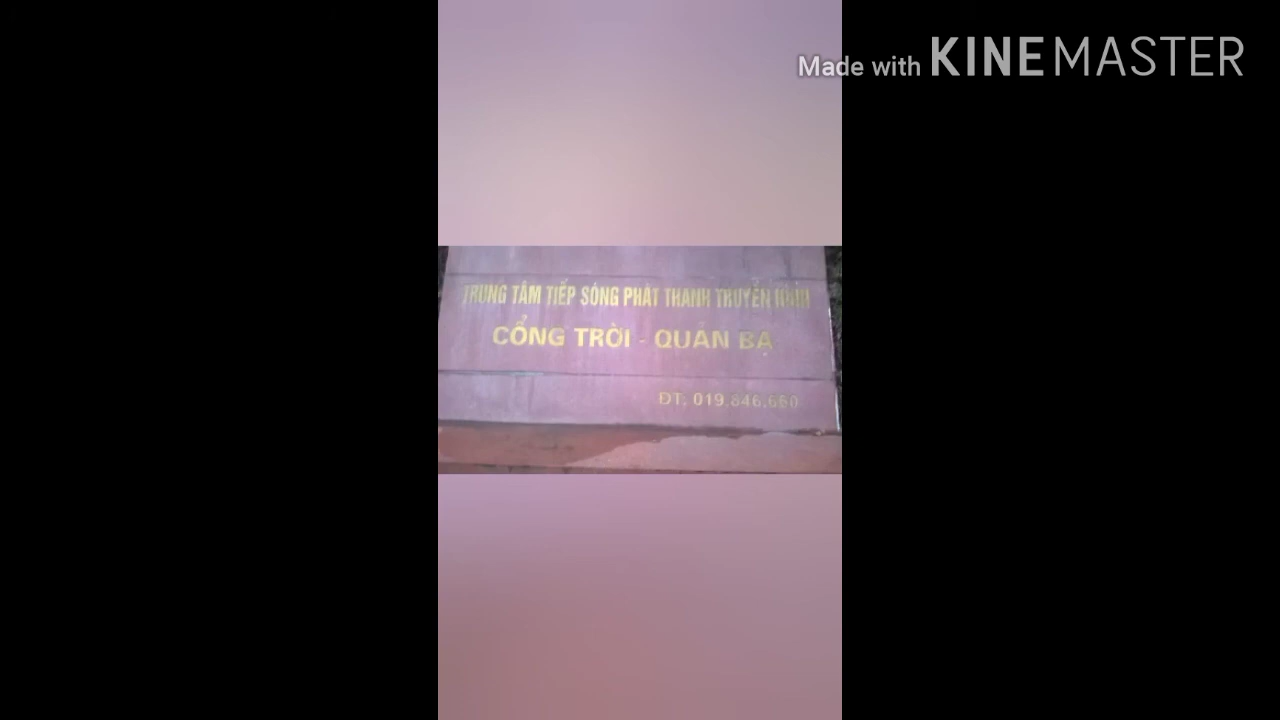 Made with KINEMASTER
TRUNG TÂM TIẾP SÓNG PHÁT THANH TRUYỀN HÌNH
CỔNG TRỜI - QUẢN BẠ
ĐT: 019.846.660